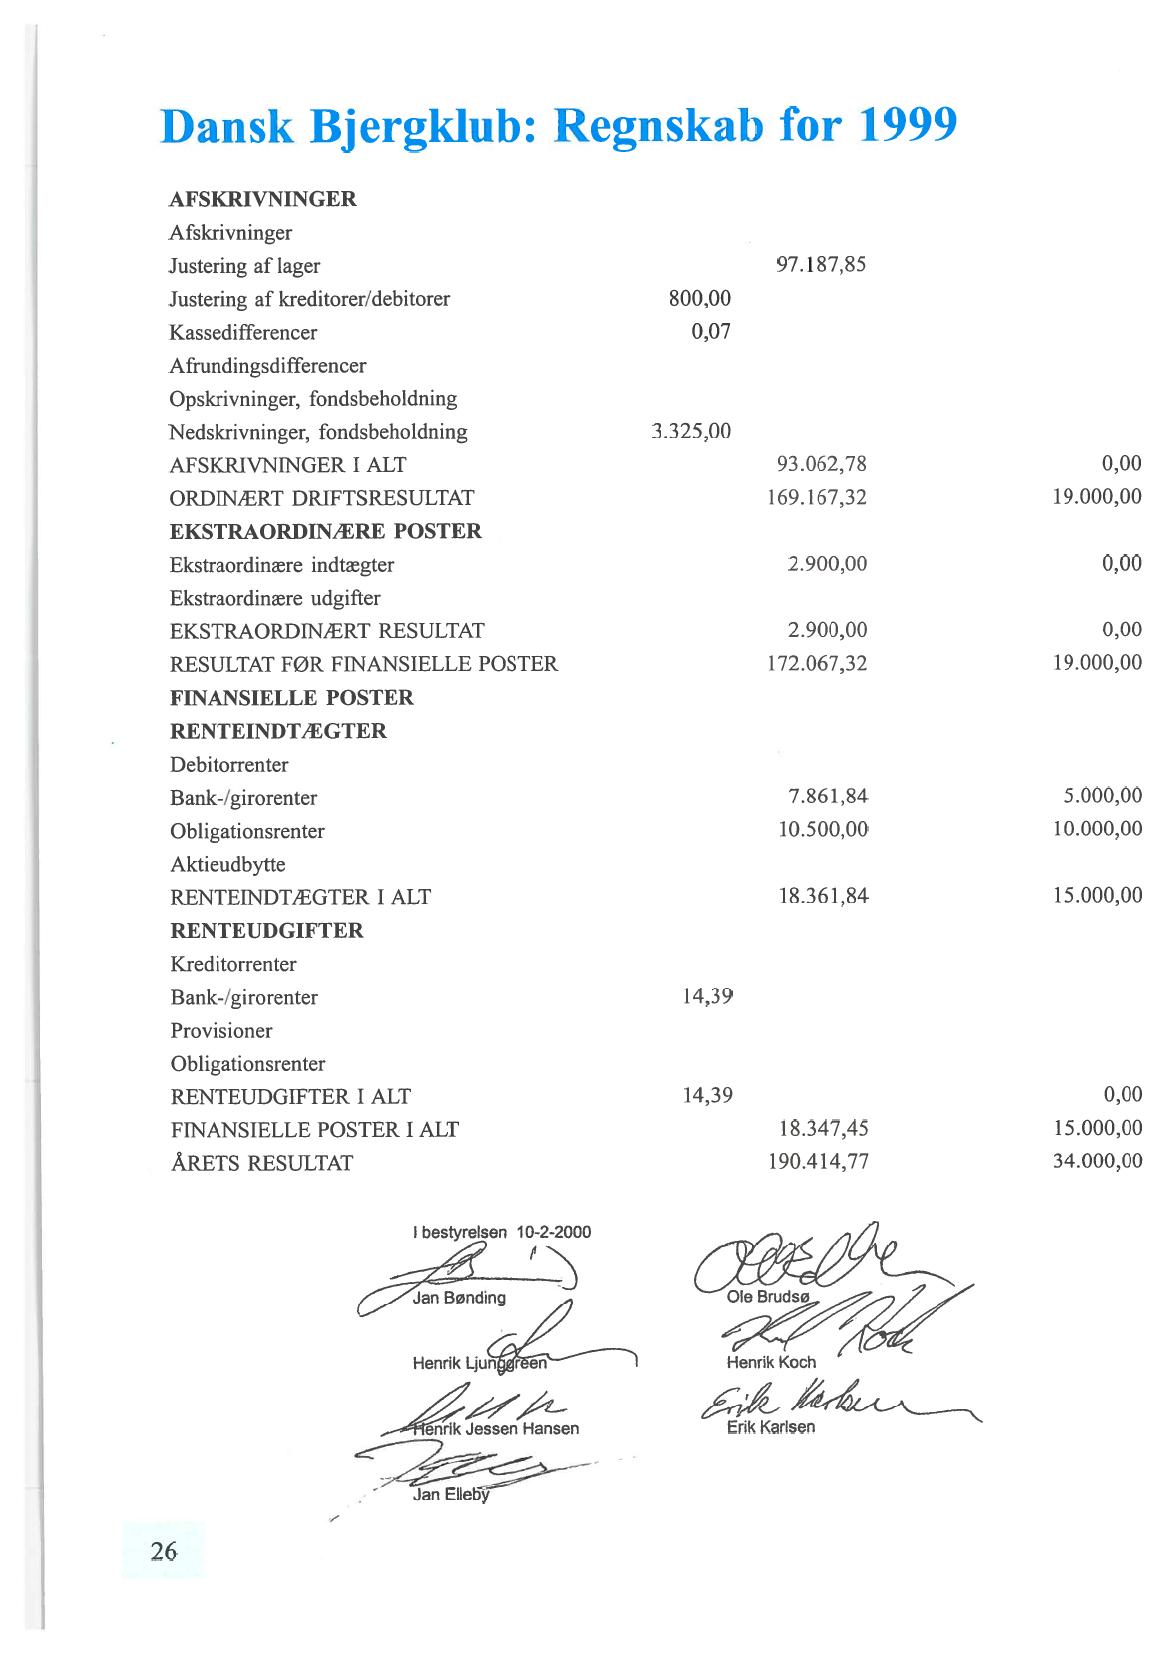 Dansk Bjergklub: Regnskab for 1999
AFSKRIVNINGER
Afskrivninger
Justering af lager 97.187,85
Justering af kreditorer/debitorer 800,00
Kassedifferencer 0,07
Afrundingsdifferencer
Opskrivninger, fondsbeholdning
Nedskrivninger, fondsbeholdning 3.325,00
AFSKRIVNINGER I ALT 93.062,78 0,00
ORDINÆRT DRIFTSRESULTAT 169.167,32 19.000,00
EKSTRAORDINÆRE POSTER
Ekstraordinære indtægter 2.900,00 0,00
Ekstraordinære udgifter
EKSTRAORDINÆRT RESULTAT 2.900,00 0,00
RESULTAT FØR FINANSIELLE POSTER 172.067,32 19.000,00
FINANSIELLE POSTER
RENTEINDTÆGTER
Debitorrenter
Bank-/girorenter 7.861,84 5.000,00
Obligationsrenter 10.500,00 10.000,00
Aktieudbytte
RENTEINDTÆGTER I ALT 18.361,84 15.000,00
RENTEUDGIFTER
Kreditorrenter
Bank-/girorenter 14,39
Provisioner
Obligationsrenter
RENTEUDGIFTER I ALT 14,39 0,00
FINANSIELLE POSTER I ALT 18.347,45 15.000,00
ÅRETS RESULTAT 190.414,77 34.000,00
I bestyrelsen 10-2-2000
Jan Bønding Ole Brudsø
Koch
Henrik Ljunggreen Henrik Koch
Erik Karlsen
Henrik Jessen Hansen Erik Karlsen
Jan Elleby
26